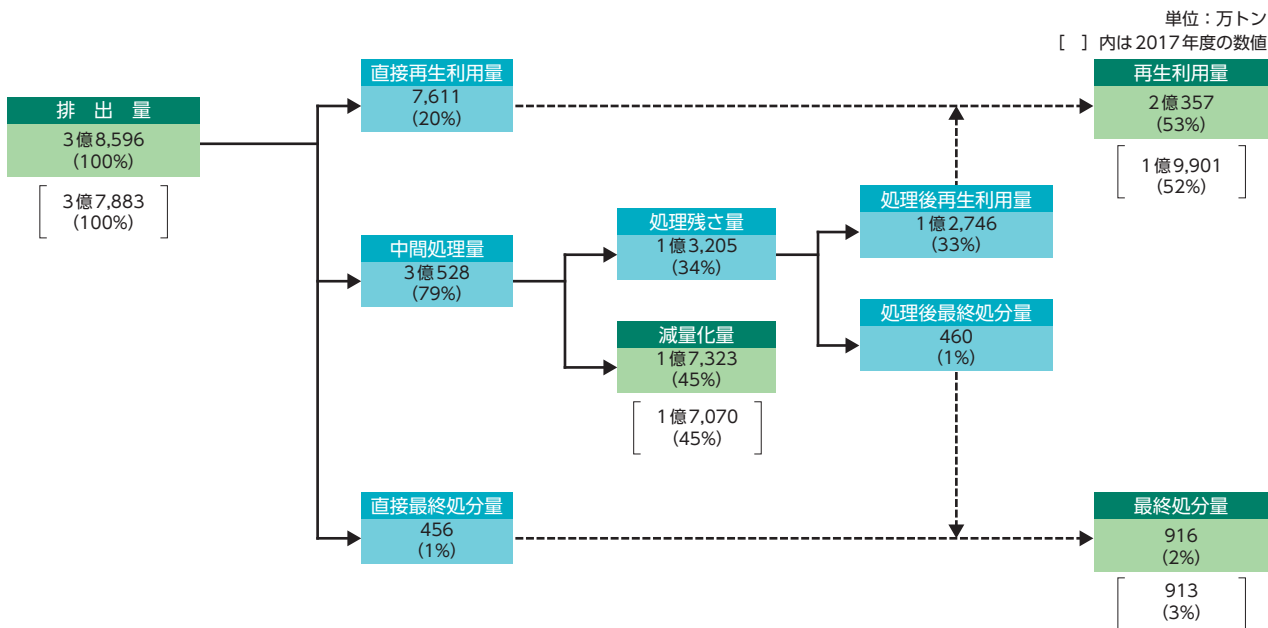 単位：万トン
[　] 内は2017年度の数値
排　出　量
3億8,596
(100%)
3億7,883
(100%)
直接再生利用量
7,611
(20%)
中間処理量
3億528
(79%)
直接最終処分量
456
(1%)
処理残さ量
1億3,205
(34%)
減量化量
1億7,323
(45%)
1億7,070
(45%)
処理後再生利用量
1億2,746
(33%)
処理後最終処分量
460
(1%)
再生利用量
2億357
(53%)
1億9,901
(52%)
最終処分量
916
(2%)
913
(3%)